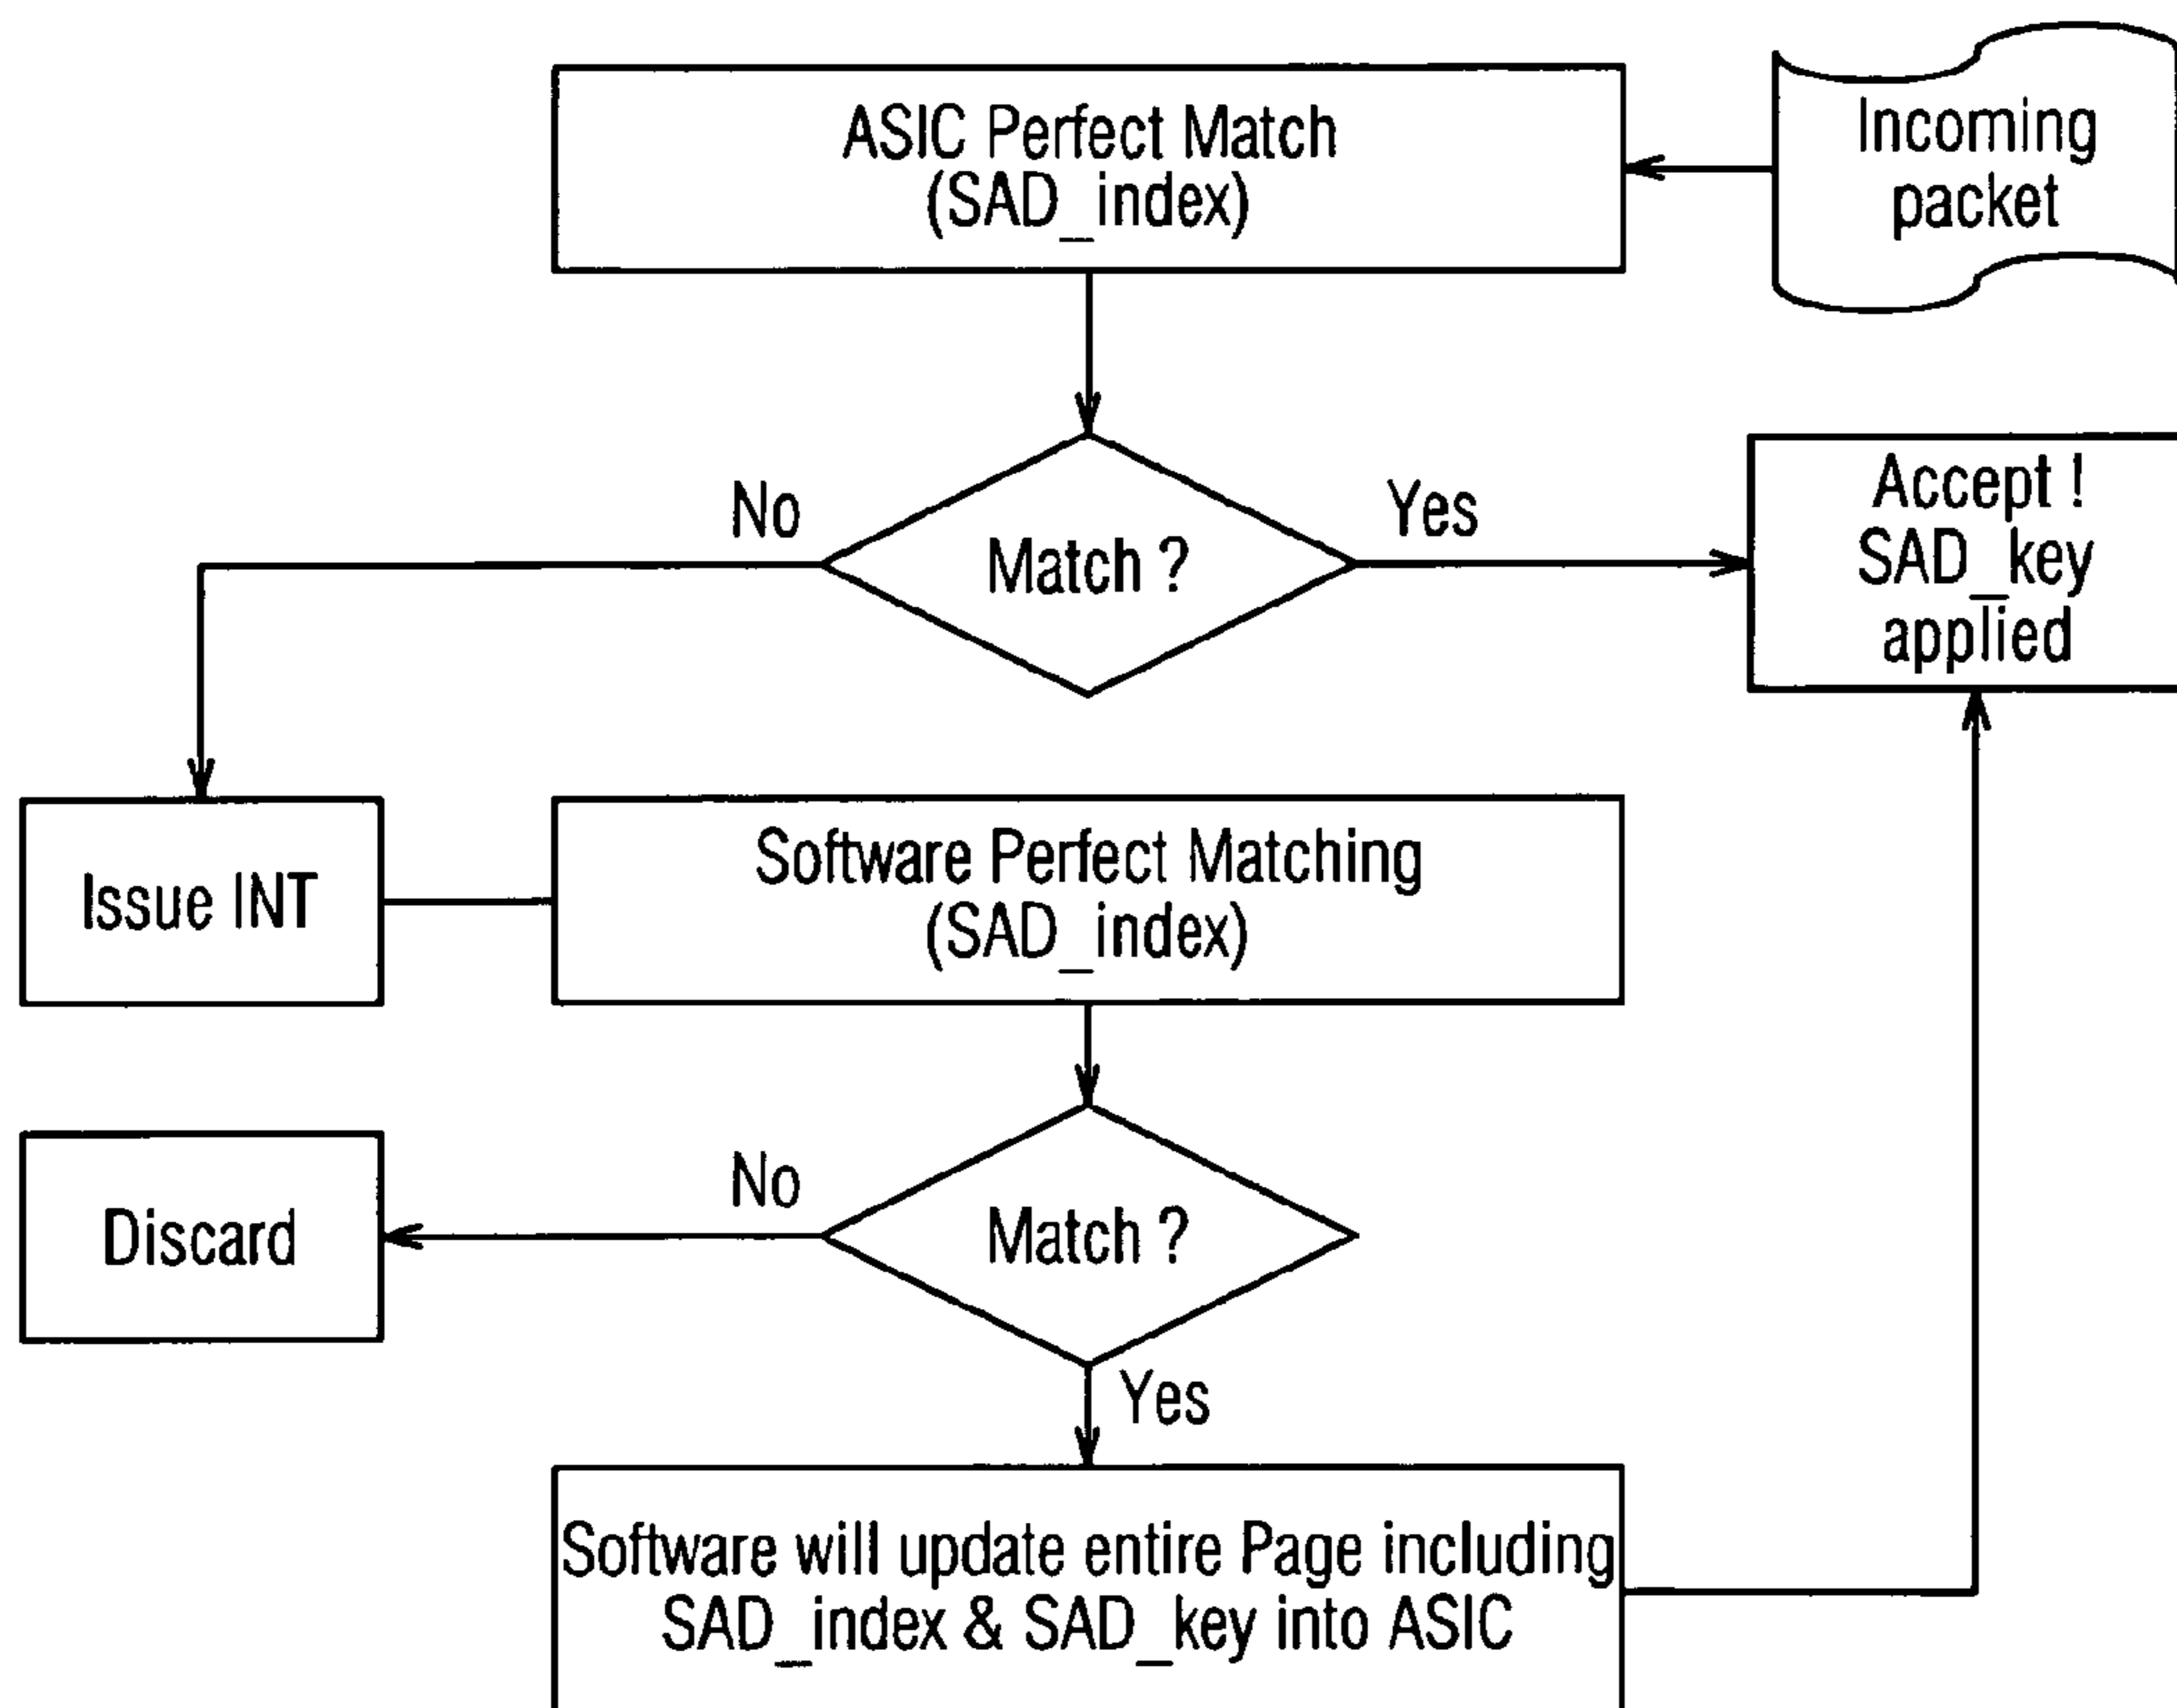 ASIC Perfect Match
(SAD_index)
Incoming
packet
No
Match ?
Yes
Accept !
SAD_key
applied
Issue INT
Software Perfect Matching
(SAD_index)
Discard
No
Match ?
Yes
Software will update entire Page including
SAD_index & SAD_key into ASIC